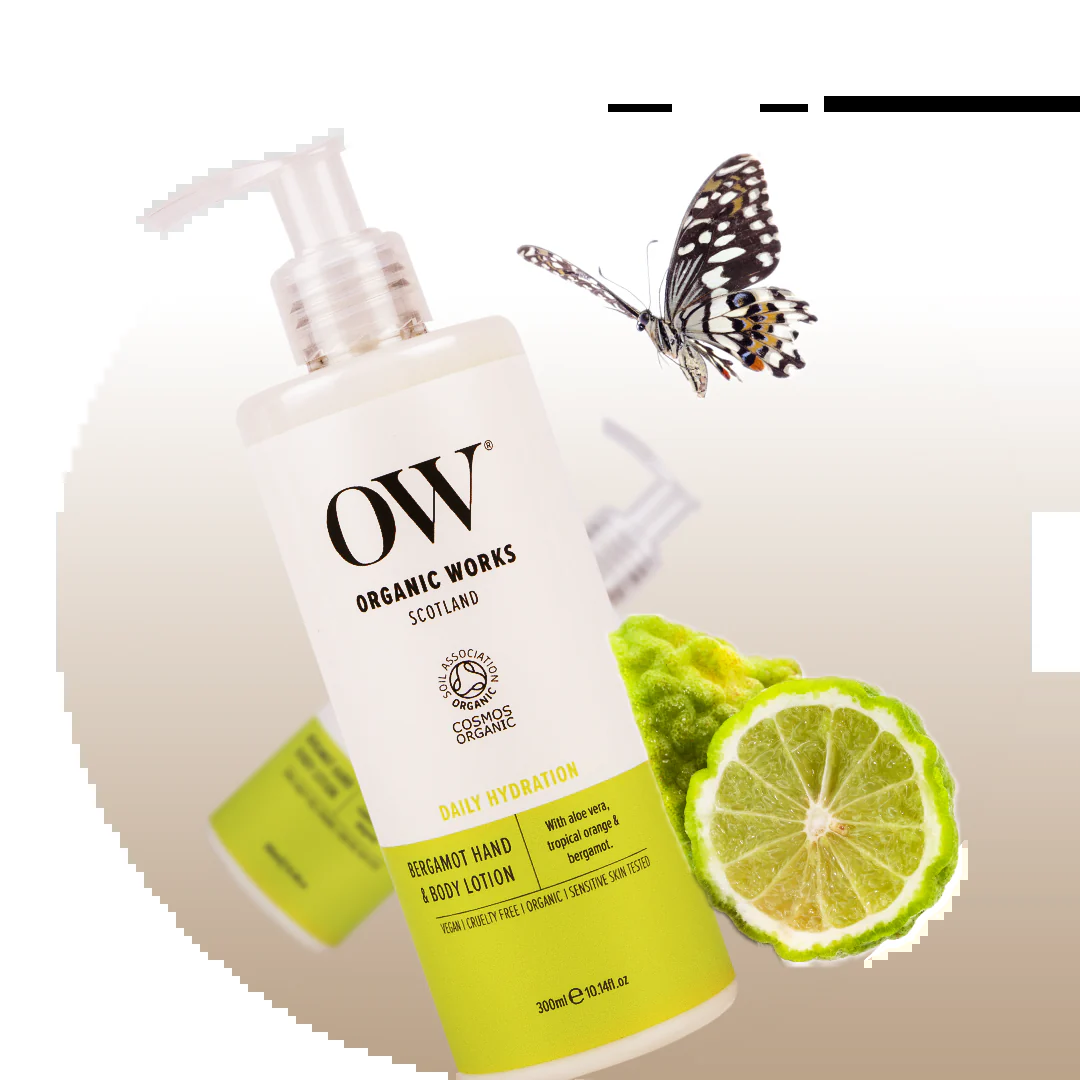 OW®
ORGANIC WORKS
SCOTLAND
SOIL ASSOCIATION
ORGANIC
COSMOS
ORGANIC
DAILY HYDRATION
BERGAMOT HAND
& BODY LOTION
With aloe vera,
tropical orange &
bergamot.
VEGAN | CRUELTY FREE | ORGANIC | SENSITIVE SKIN TESTED
300ml ℮ 10.14fl.oz